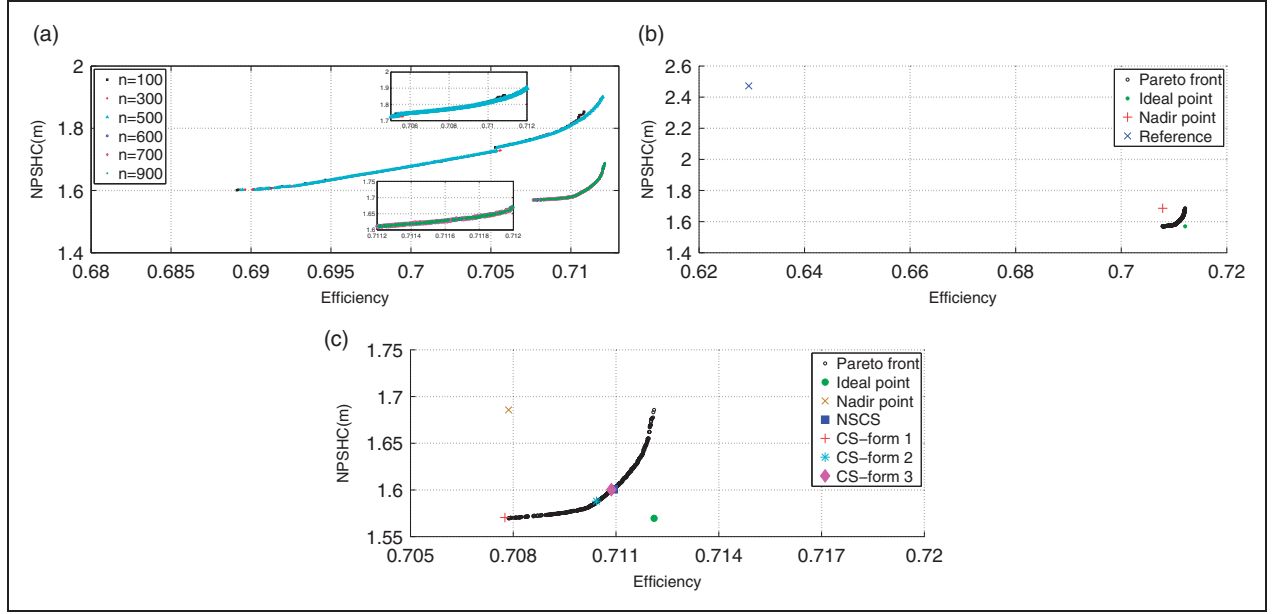 (a)
2
1.8
1.6
1.4
NPSHC(m)
n=100
n=300
n=500
n=600
n=700
n=900
2
1.9
1.8
1.7
0.706
0.708
0.71
0.712
1.75
1.7
1.65
1.6
0.7112
0.7114
0.7116
0.7118
0.712
0.68
0.685
0.69
0.695
0.7
0.705
0.71
Efficiency
(b)
2.6
2.4
2.2
2
1.8
1.6
1.4
NPSHC(m)
Pareto front
Ideal point
Nadir point
Reference
0.62
0.64
0.66
0.68
0.7
0.72
Efficiency
(c)
1.75
1.7
1.65
1.6
1.55
NPSHC(m)
Pareto front
Ideal point
Nadir point
NSCS
CS−form 1
CS−form 2
CS−form 3
0.705
0.708
0.711
0.714
0.717
0.72
Efficiency